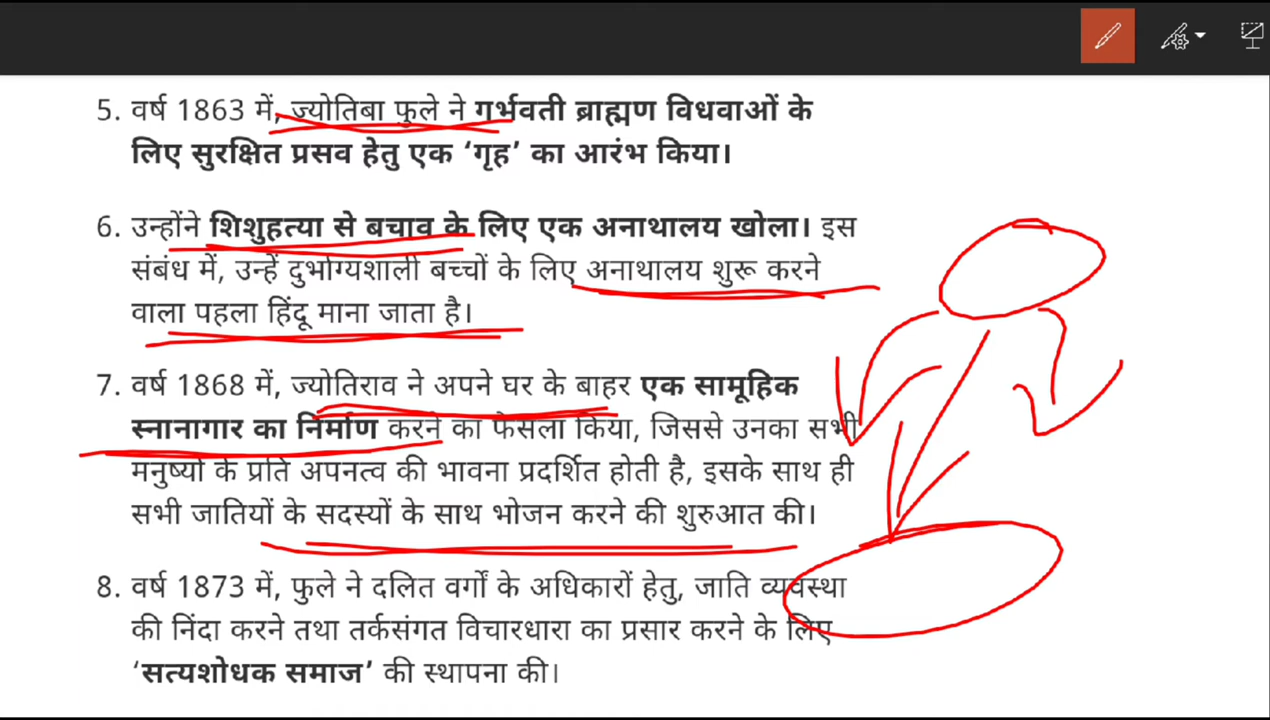 5. वर्ष 1863 में, ज्योतिबा फुले ने गर्भवती ब्राह्मण विधवाओं के
लिए सुरक्षित प्रसव हेतु एक ‘गृह’ का आरंभ किया।
6. उन्होंने शिशुहत्या से बचाव के लिए एक अनाथालय खोला। इस
संबंध में, उन्हें दुर्भाग्यशाली बच्चों के लिए अनाथालय शुरू करने
वाला पहला हिंदू माना जाता है।
7. वर्ष 1868 में, ज्योतिराव ने अपने घर के बाहर एक सामूहिक
स्नानागार का निर्माण करने का फैसला किया, जिससे उनका सभी
मनुष्यों के प्रति अपनत्व की भावना प्रदर्शित होती है, इसके साथ ही
सभी जातियों के सदस्यों के साथ भोजन करने की शुरुआत की।
8. वर्ष 1873 में, फुले ने दलित वर्गों के अधिकारों हेतु, जाति व्यवस्था
की निंदा करने तथा तर्कसंगत विचारधारा का प्रसार करने के लिए
‘सत्यशोधक समाज’ की स्थापना की।